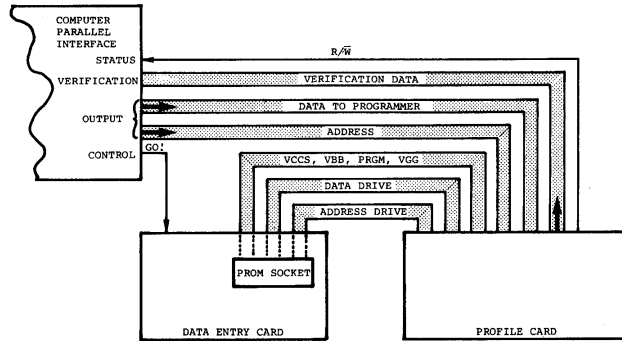 COMPUTER
PARALLEL
INTERFACE
STATUS
R/W̅
VERIFICATION
VERIFICATION DATA
DATA TO PROGRAMMER
OUTPUT
ADDRESS
CONTROL
GO!
VCCS, VBB, PRGM, VGG
DATA DRIVE
ADDRESS DRIVE
PROM SOCKET
DATA ENTRY CARD
PROFILE CARD